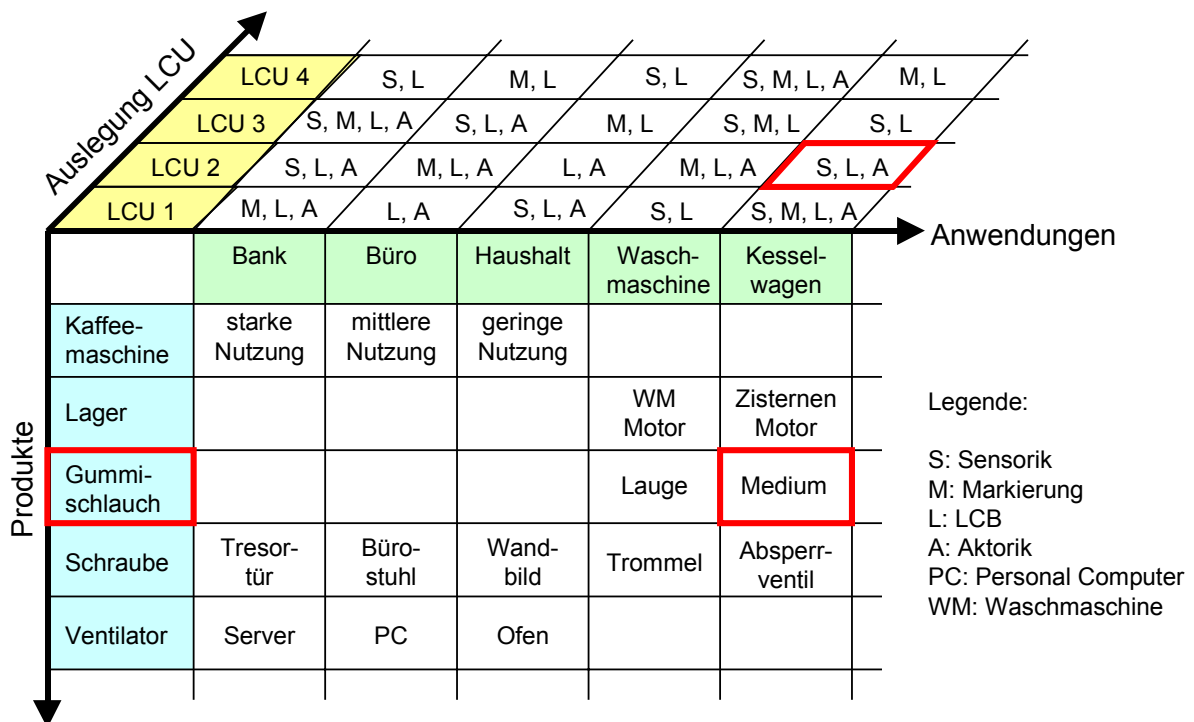 Auslegung LCU
LCU 4 S, L M, L S, L S, M, L, A M, L
LCU 3 S, M, L, A S, L, A M, L S, M, L S, L
LCU 2 S, L, A M, L, A L, A M, L, A S, L, A
LCU 1 M, L, A L, A S, L, A S, L S, M, L, A
Anwendungen
Bank Büro Haushalt Wasch- Kessel-
maschine wagen
Kaffee- starke mittlere geringe
maschine Nutzung Nutzung Nutzung
Lager WM Zisternen
Motor Motor
Gummi-
schlauch Lauge Medium
Schraube Tresor- Büro- Wand- Trommel Absperr-
tür stuhl bild ventil
Ventilator Server PC Ofen
Produkte
Legende:
S: Sensorik
M: Markierung
L: LCB
A: Aktorik
PC: Personal Computer
WM: Waschmaschine